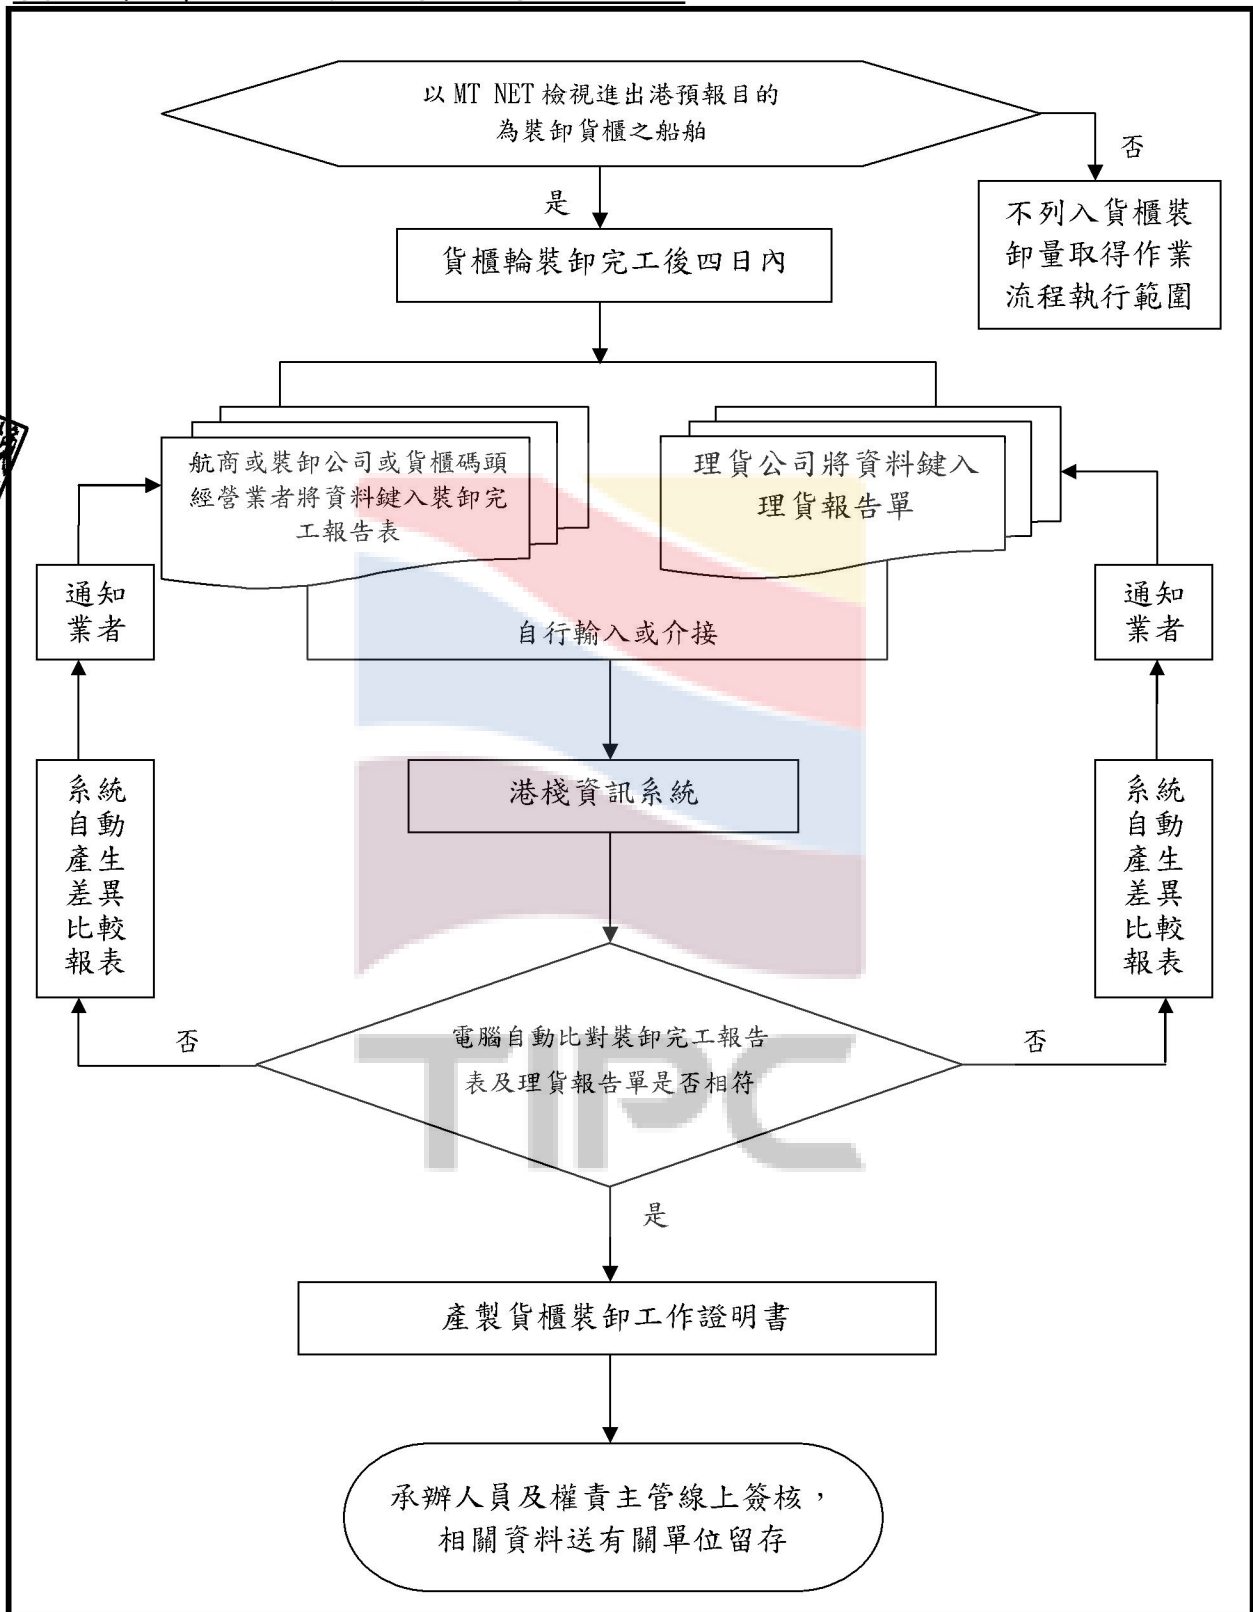 以 MT NET 檢視進出港預報目的
為裝卸貨櫃之船舶
否
是
不列入貨櫃裝
卸量取得作業
流程執行範圍
貨櫃輪裝卸完工後四日內
航商或裝卸公司或貨櫃碼頭
經營業者將資料鍵入裝卸完
工報告表
理貨公司將資料鍵入
理貨報告單
通知
業者
自行輸入或介接
通知
業者
系統
自動
產生
差異
比較
報表
港棧資訊系統
系統
自動
產生
差異
比較
報表
否
電腦自動比對裝卸完工報告
表及理貨報告單是否相符
否
TIPC
是
產製貨櫃裝卸工作證明書
承辦人員及權責主管線上簽核，
相關資料送有關單位留存